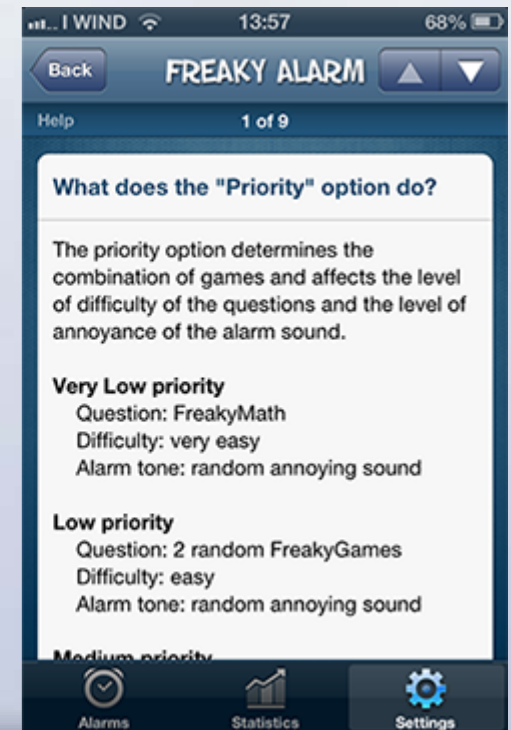 I WIND 13:57 68%
Back FREAKY ALARM
Help 1 of 9
What does the "Priority" option do?
The priority option determines the
combination of games and affects the level
of difficulty of the questions and the level of
annoyance of the alarm sound.
Very Low priority
Question: FreakyMath
Difficulty: very easy
Alarm tone: random annoying sound
Low priority
Question: 2 random FreakyGames
Difficulty: easy
Alarm tone: random annoying sound
Medium priority
Alarms Statistics Settings